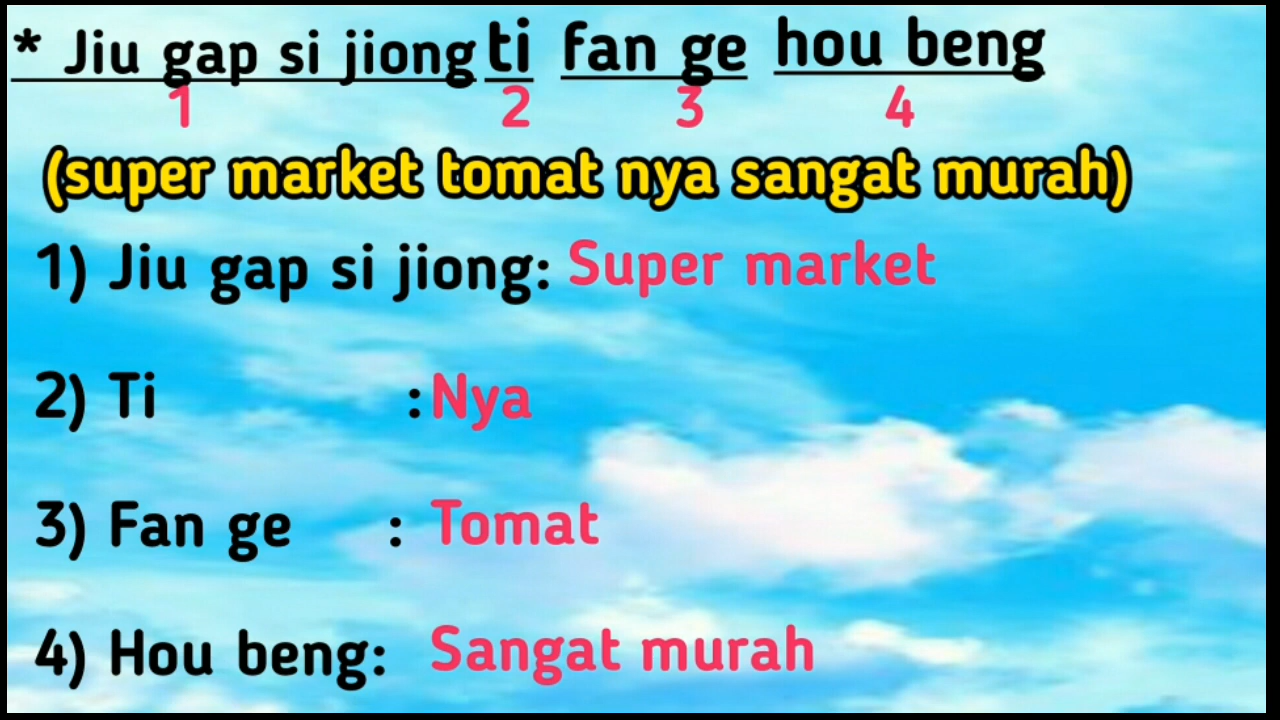 * Jiu gap si jiong ti fan ge hou beng
1 2 3 4
(super market tomat nya sangat murah)
1) Jiu gap si jiong: Super market
2) Ti : Nya
3) Fan ge : Tomat
4) Hou beng: Sangat murah